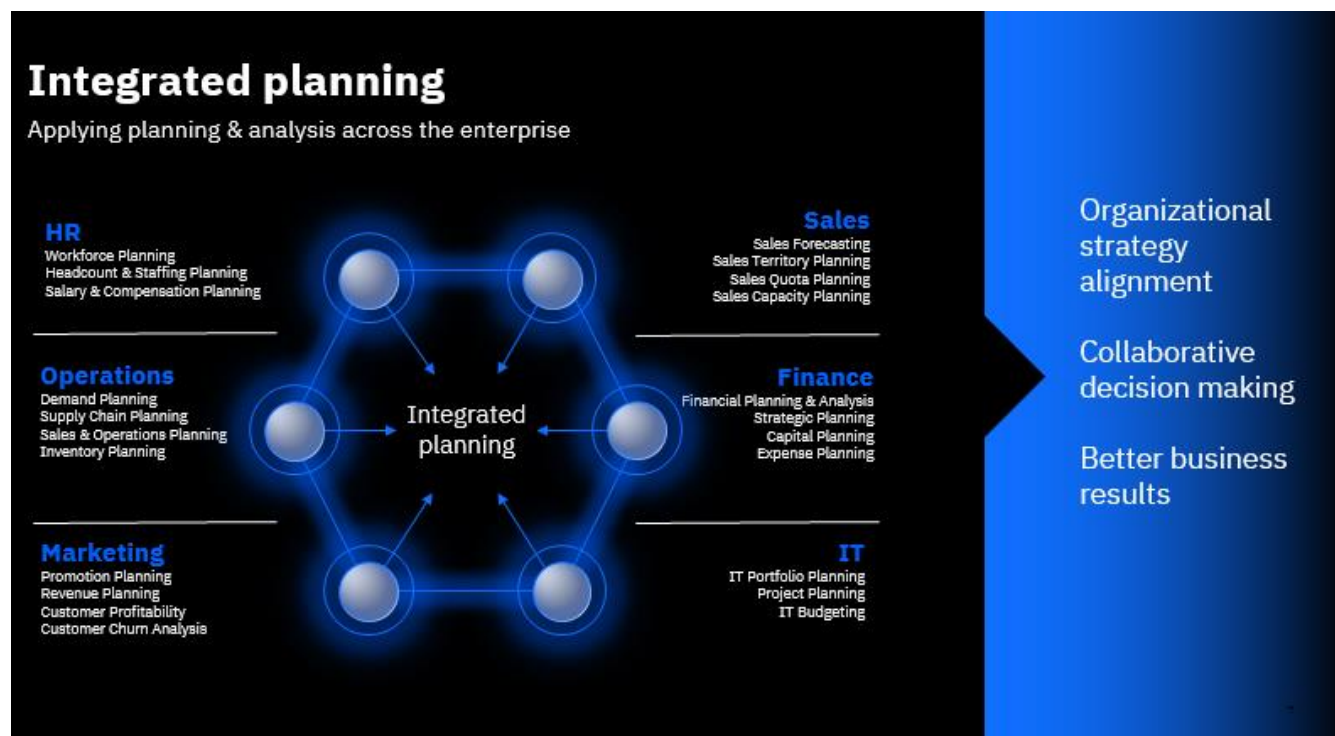 Integrated planning
Applying planning & analysis across the enterprise
HR
Workforce Planning
Headcount & Staffing Planning
Salary & Compensation Planning
Operations
Demand Planning
Supply Chain Planning
Sales & Operations Planning
Inventory Planning
Marketing
Promotion Planning
Revenue Planning
Customer Profitability
Customer Churn Analysis
Integrated
planning
Sales
Sales Forecasting
Sales Territory Planning
Sales Quota Planning
Sales Capacity Planning
Finance
Financial Planning & Analysis
Strategic Planning
Capital Planning
Expense Planning
IT
IT Portfolio Planning
Project Planning
IT Budgeting
Organizational
strategy
alignment
Collaborative
decision making
Better business
results